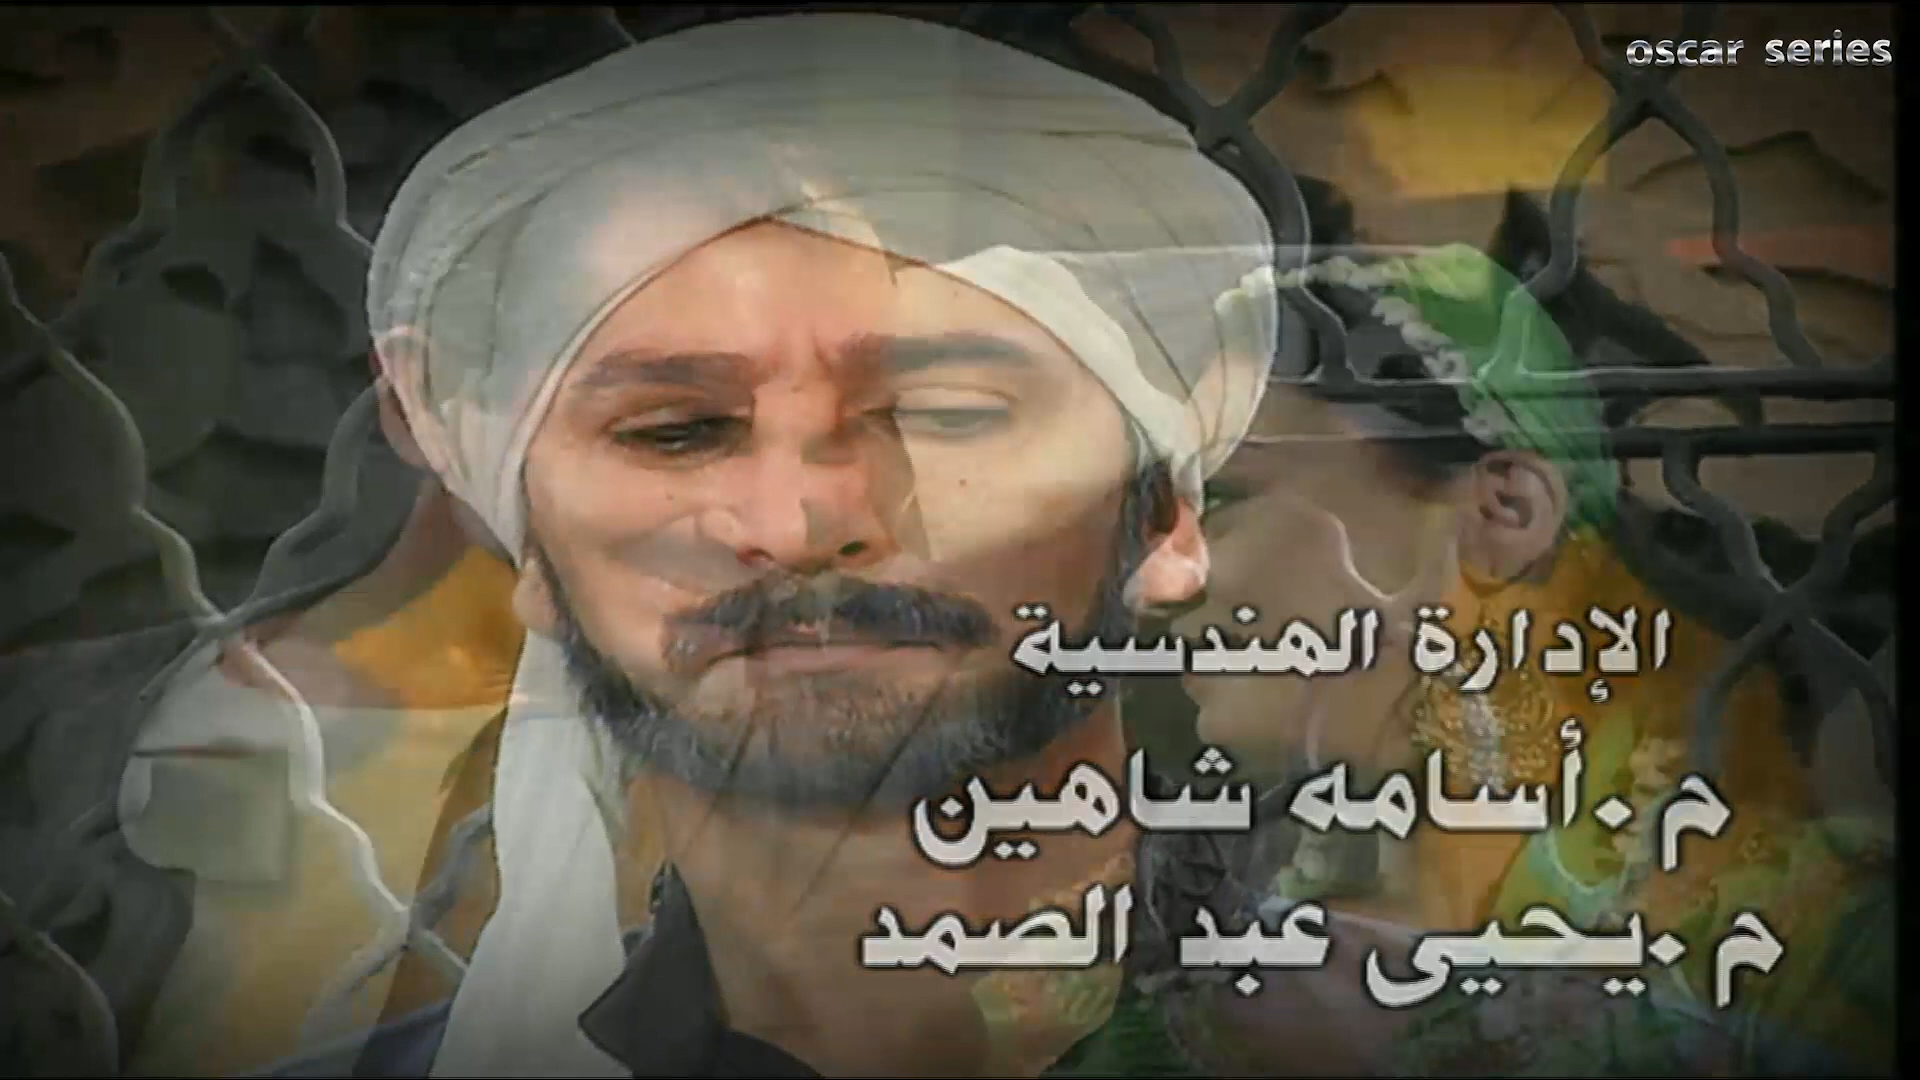 oscar series
الإدارة الهندسية
م.أسامه شاهين
م.يحيى عبد الصمد